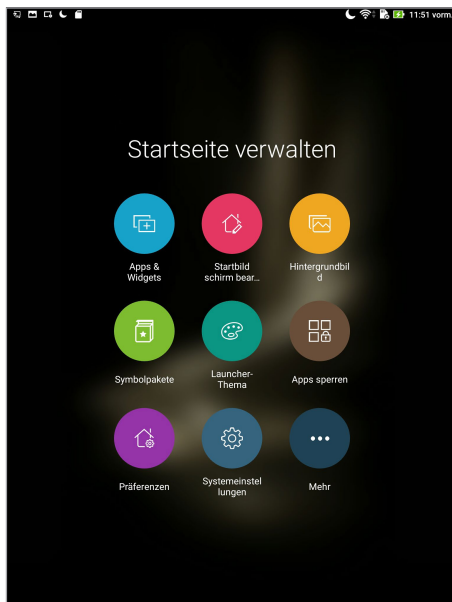 11:51 vorm.
Startseite verwalten
Apps &
Widgets
Startbild
schirm bear...
Hintergrundbil
d
Symbolpakete
Launcher-
Thema
Apps sperren
Präferenzen
Systemeinstel
lungen
Mehr